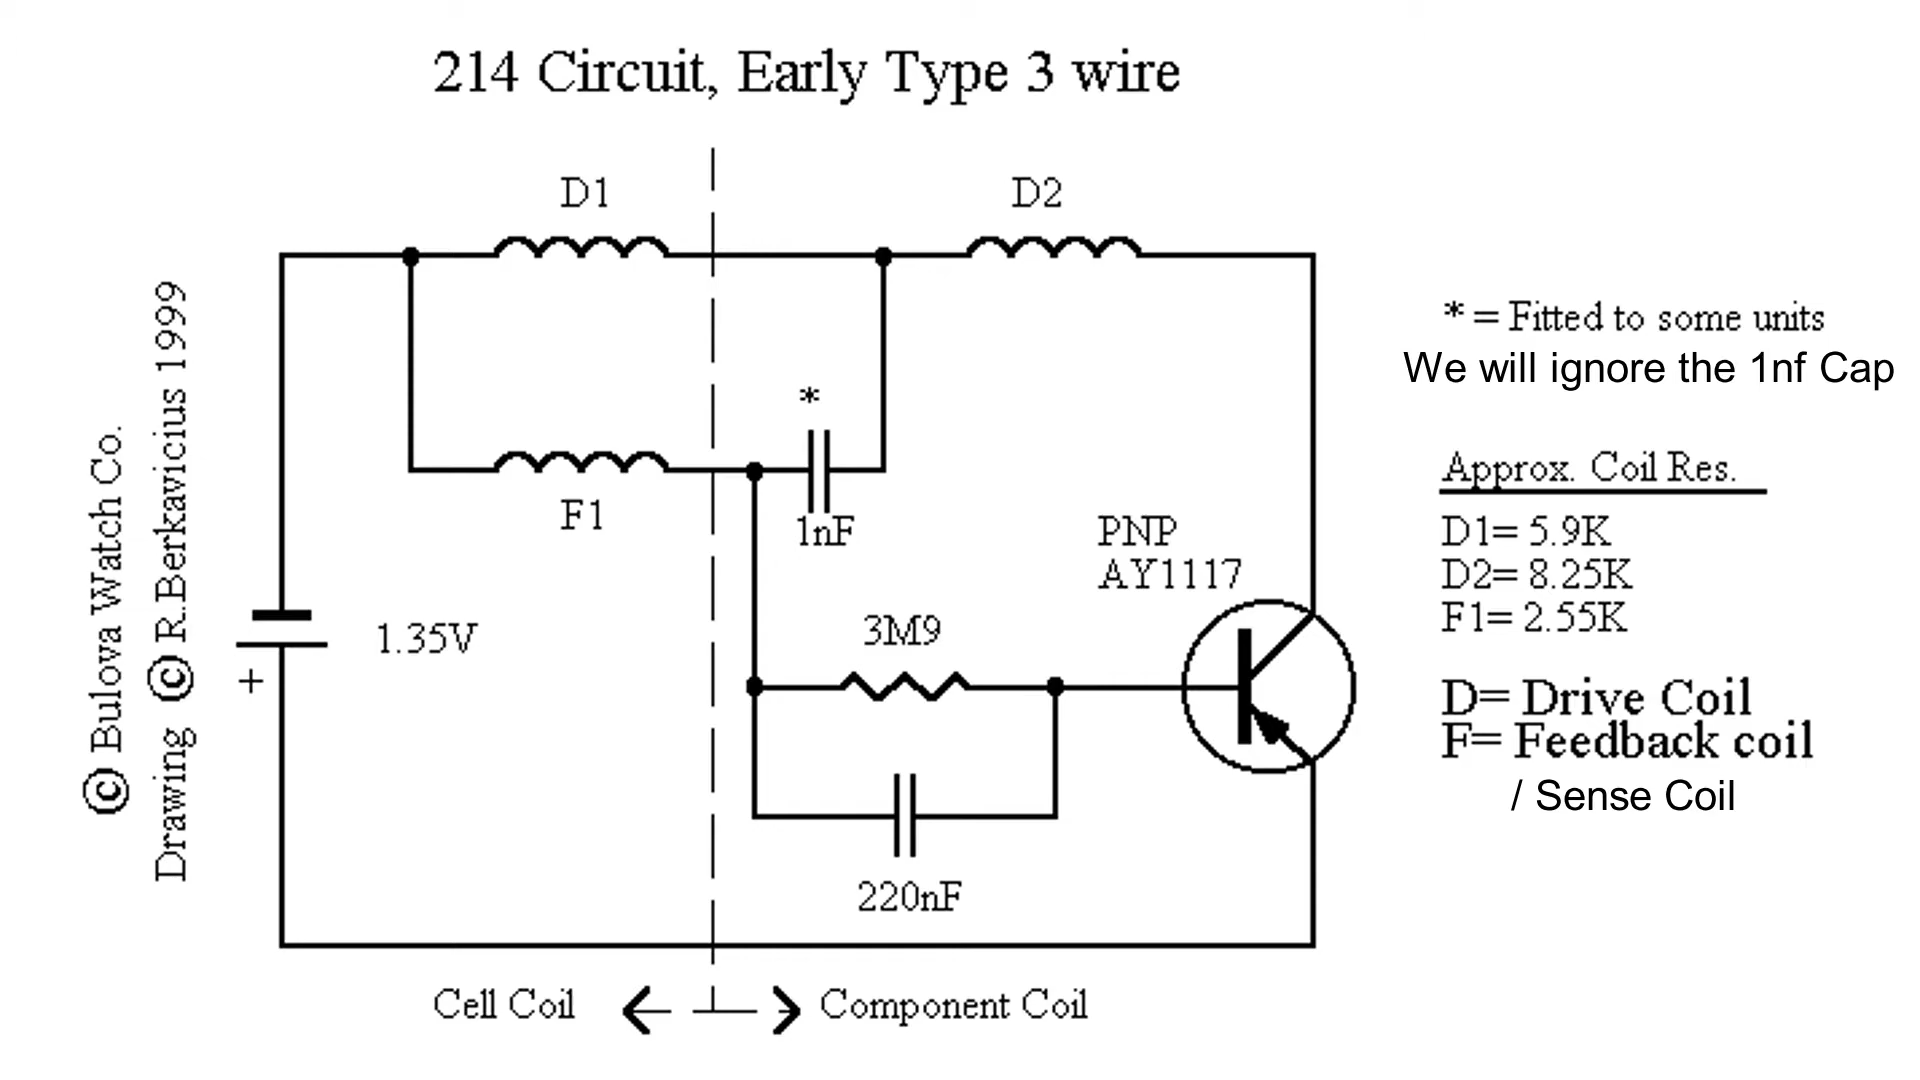 214 Circuit, Early Type 3 wire
D1
D2
* = Fitted to some units
We will ignore the 1nf Cap
*
F1
1nF
Approx. Coil Res.
D1= 5.9K
D2= 8.25K
F1= 2.55K
PNP
AY1117
1.35V
+
3M9
D= Drive Coil
F= Feedback coil
/ Sense Coil
220nF
Cell Coil
Component Coil
© Bulova Watch Co.
Drawing © R.Berkavicius 1999